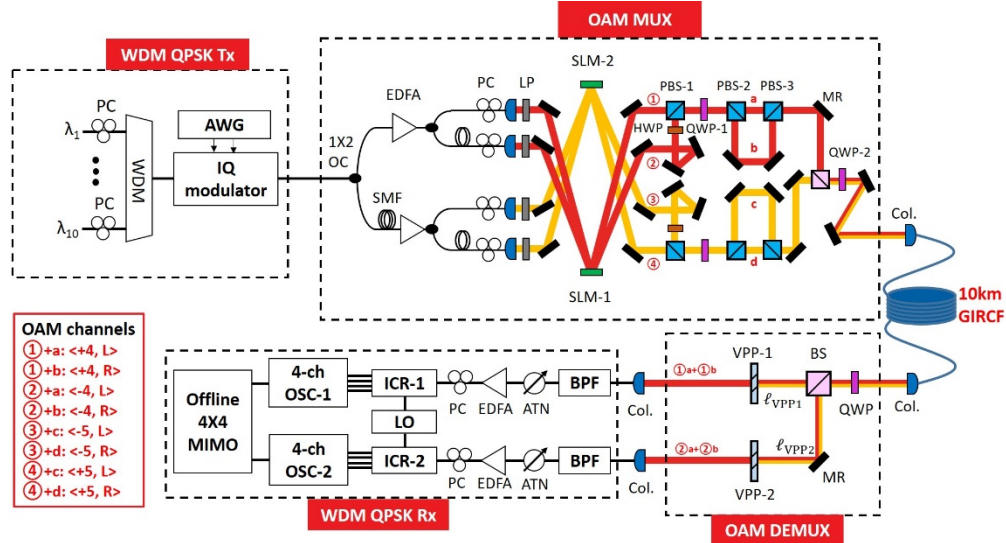 OAM MUX
WDM QPSK Tx
PC
λ1
PC
λ10
WDM
AWG
IQ
modulator
1X2
OC
EDFA
SMF
PC
LP
SLM-2
SLM-1
①
②
③
④
PBS-1
HWP
QWP-1
PBS-2
PBS-3
a
b
c
d
MR
QWP-2
Col.
10km
GIRCF
OAM channels
①+a: <+4, L>
①+b: <+4, R>
②+a: <-4, L>
②+b: <-4, R>
③+c: <-5, L>
③+d: <-5, R>
④+c: <+5, L>
④+d: <+5, R>
Offline
4X4
MIMO
4-ch
OSC-1
4-ch
OSC-2
ICR-1
LO
ICR-2
PC
EDFA
ATN
BPF
PC
EDFA
ATN
BPF
Col.
Col.
①a+①b
②a+②b
VPP-1
ℓVPP1
VPP-2
ℓVPP2
BS
QWP
MR
Col.
WDM QPSK Rx
OAM DEMUX